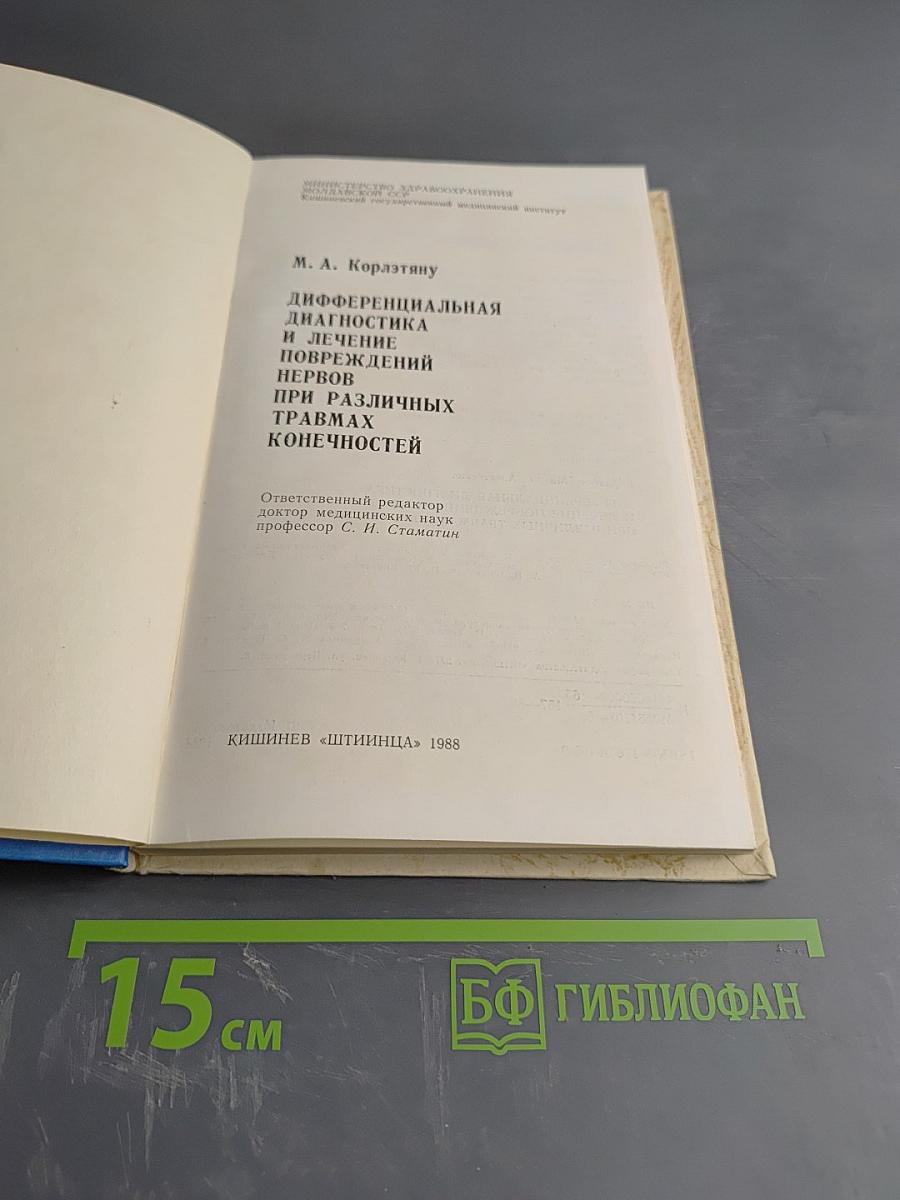 МИНИСТЕРСТВО ЗДРАВООХРАНЕНИЯ
МОЛДАВСКОЙ ССР
Кишиневский государственный медицинский институт
М. А. Корлэтяну
ДИФФЕРЕНЦИАЛЬНАЯ
ДИАГНОСТИКА
И ЛЕЧЕНИЕ
ПОВРЕЖДЕНИЙ
НЕРВОВ
ПРИ РАЗЛИЧНЫХ
ТРАВМАХ
КОНЕЧНОСТЕЙ
Ответственный редактор
доктор медицинских наук
профессор С. И. Стаматин
КИШИНЕВ «ШТИИНЦА» 1988
15 см
БФ ГИБЛИОФАН